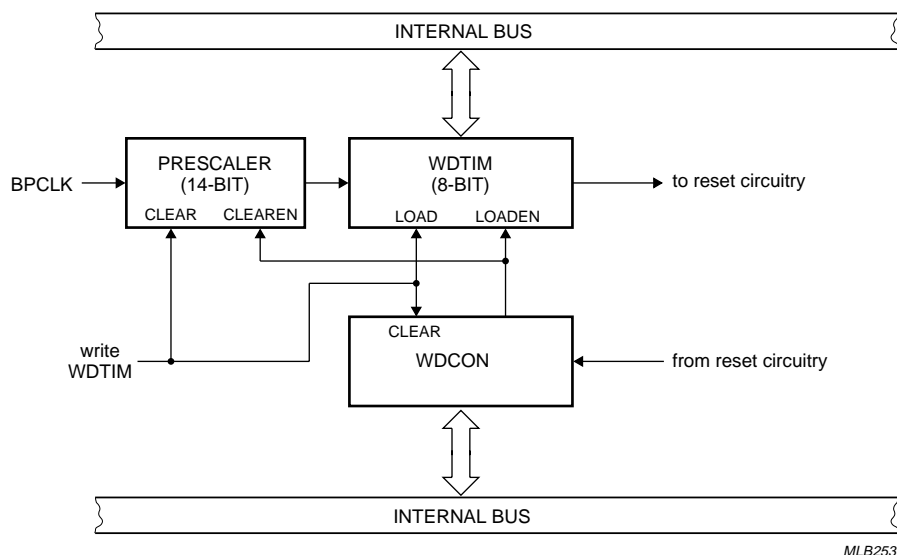 INTERNAL BUS
PRESCALER
(14-BIT)
CLEAR CLEAREN
WDTIM
(8-BIT)
LOAD LOADEN
BPCLK
to reset circuitry
write
WDTIM
CLEAR
WDCON
from reset circuitry
INTERNAL BUS
MLB253